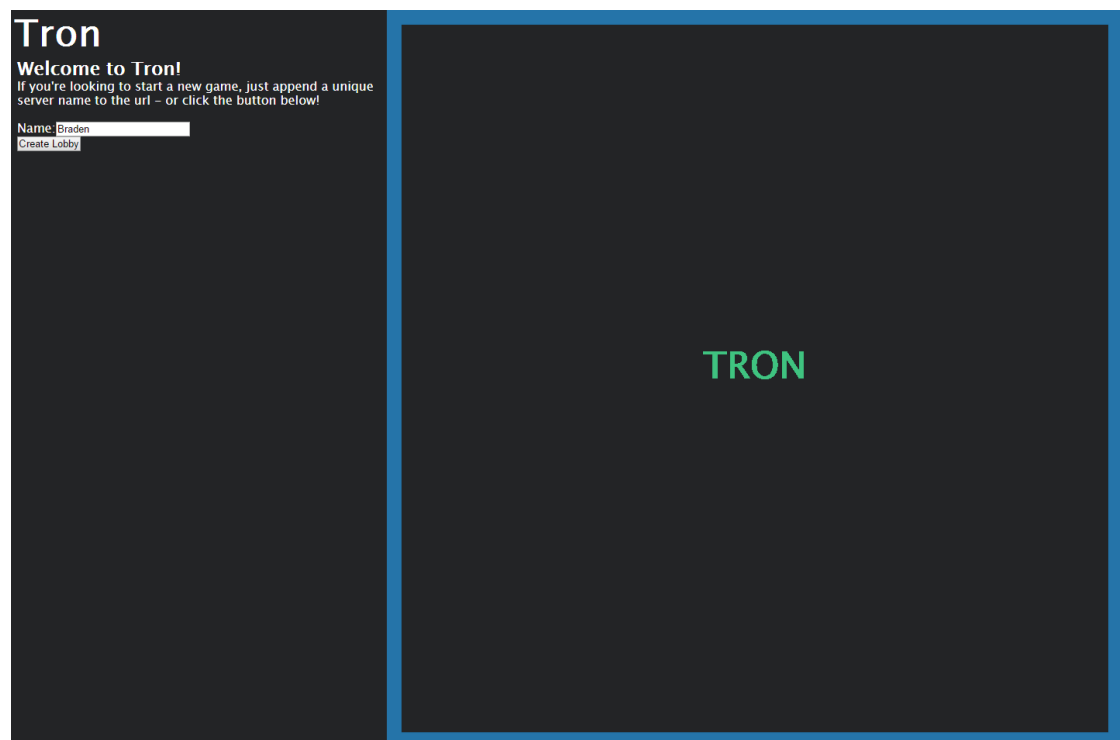 Tron
Welcome to Tron!
If you're looking to start a new game, just append a unique
server name to the url – or click the button below!
Name: Braden
Create Lobby
TRON